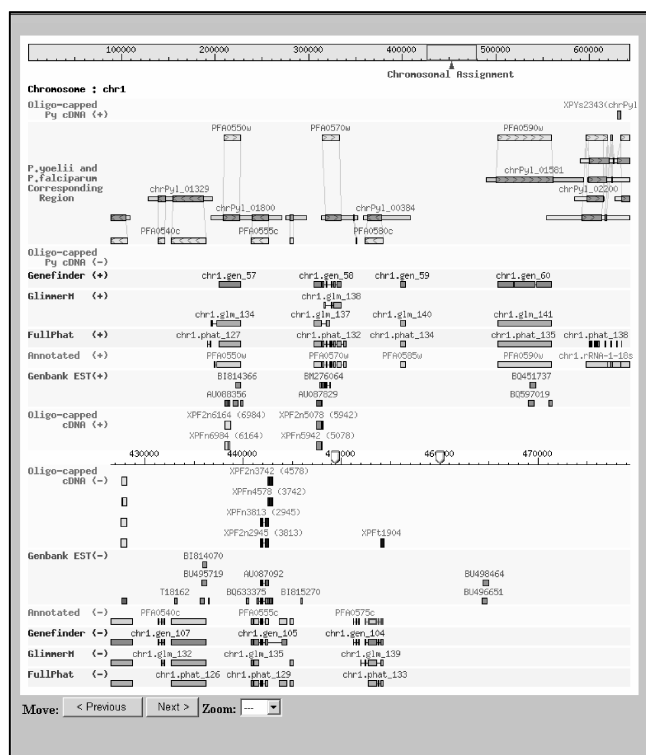 100000 200000 300000 400000 500000 600000
Chromosomal Assignment
Chromosome : chr1
Oligo-capped XPYs2343(chrPyl
Py cDNA (+)
PFA0550w PFA0570w PFA0590w
P.yoelii and chrPyl_01581
P.falciparum
Corresponding chrPyl_01329 chrPyl_02200
Region chrPyl_01800 chrPyl_00384
PFA0540c PFA0555c PFA0580c
Oligo-capped
Py cDNA (-)
Genefinder (+) chr1.gen_57 chr1.gen_58 chr1.gen_59 chr1.gen_60
GlimmerM (+) chr1.glm_138
chr1.glm_134 chr1.glm_137 chr1.glm_140 chr1.glm_141
FullPhat (+) chr1.phat_127 chr1.phat_132 chr1.phat_134 chr1.phat_135 chr1.phat_138
Annotated (+) PFA0550w PFA0570w PFA0585w PFA0590w chr1.rRNA-1-18s
Genbank EST(+) BI814366 BM276064 BQ451737
AU088356 AU087829 BQ597019
Oligo-capped XPF2n6164 (6984) XPF2n5078 (5942)
cDNA (+) XPFn6984 (6164) XPFn5942 (5078)
430000 440000 450000 460000 470000
Oligo-capped XPF2n3742 (4578)
cDNA (-) XPFn4578 (3742)
XPFn3813 (2945)
XPF2n2945 (3813) XPFt1904
Genbank EST(-) BI814070
BU495719 AU087092 BU498464
T18162 BQ633375 BI815270 BU496651
Annotated (-) PFA0540c PFA0555c PFA0575c
Genefinder (-) chr1.gen_107 chr1.gen_105 chr1.gen_104
GlimmerM (-) chr1.glm_132 chr1.glm_135 chr1.glm_139
FullPhat (-) chr1.phat_126 chr1.phat_129 chr1.phat_133
Move: < Previous Next > Zoom: ---